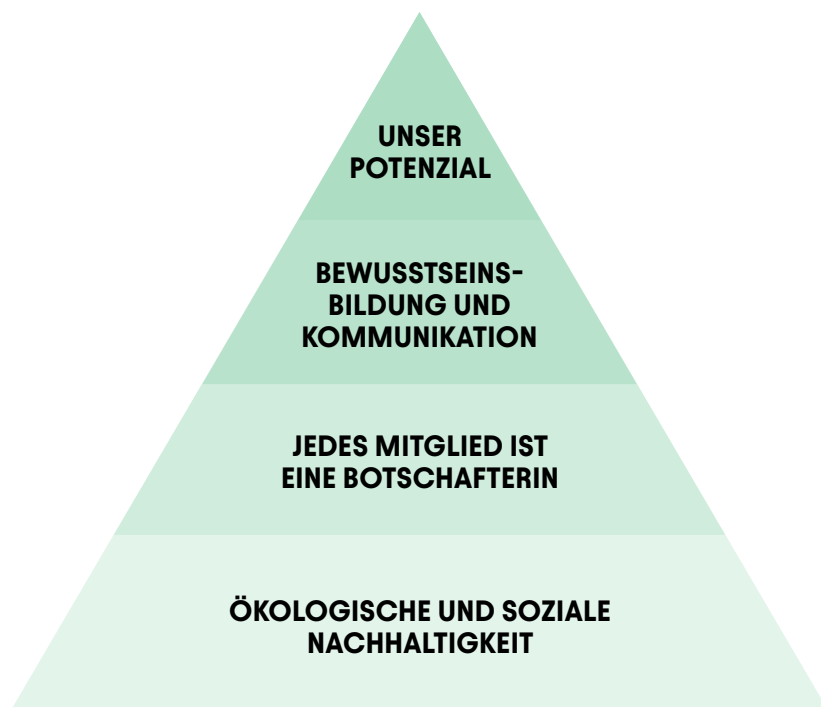 UNSER
POTENZIAL
BEWUSSTSEINS-
BILDUNG UND
KOMMUNIKATION
JEDES MITGLIED IST
EINE BOTSCHAFTERIN
ÖKOLOGISCHE UND SOZIALE
NACHHALTIGKEIT